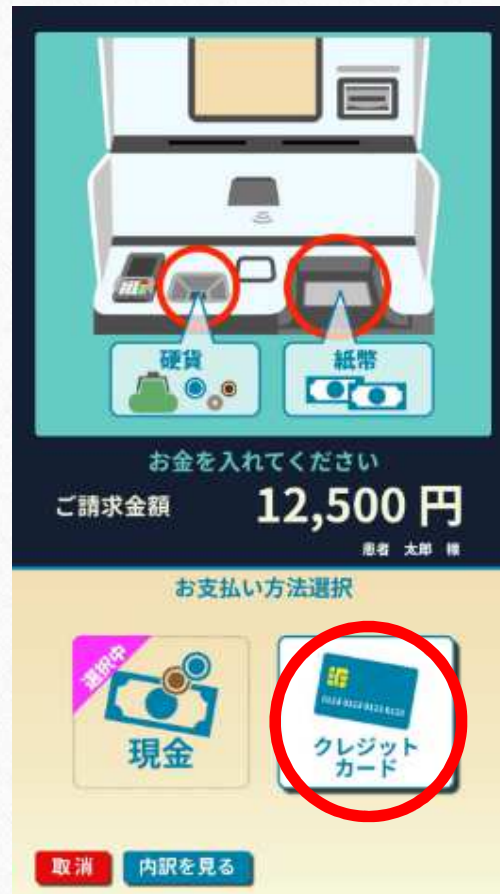 硬貨
紙幣
お金を入れてください
ご請求金額 12,500 円
患者 太郎 様
お支払い方法選択
選択中
現金
クレジット
カード
取消
内訳を見る